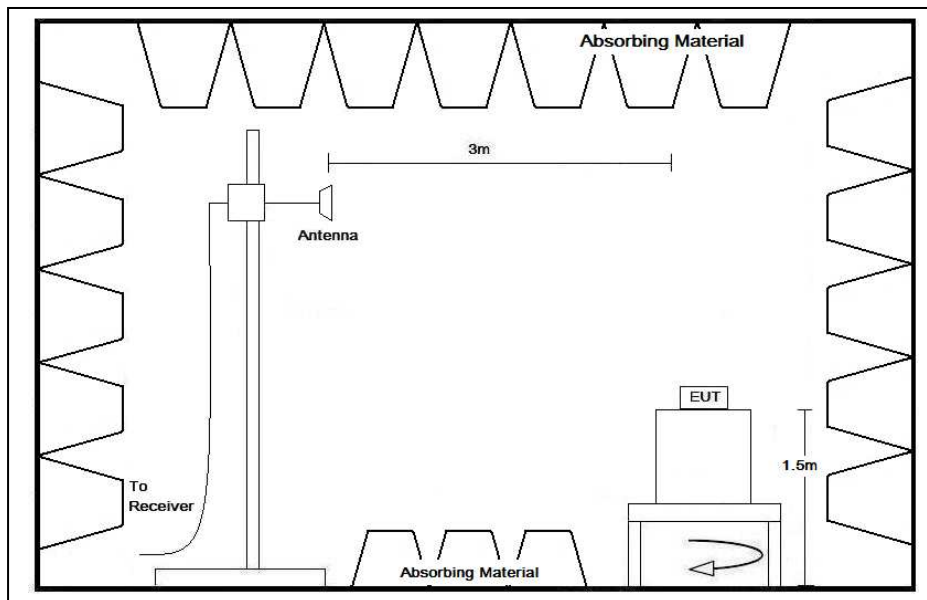 Absorbing Material
3m
Antenna
EUT
1.5m
To
Receiver
Absorbing Material